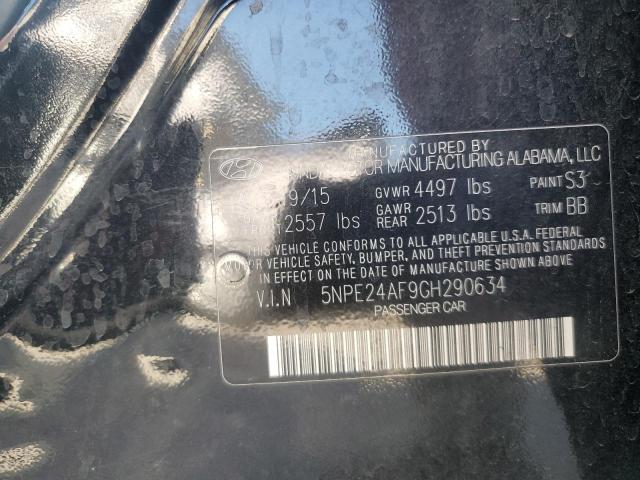 MANUFACTURED BY
MOTOR MANUFACTURING ALABAMA, LLC
9/15 GVWR 4497 lbs PAINT S3
FRONT 2557 lbs GAWR REAR 2513 lbs TRIM BB
THIS VEHICLE CONFORMS TO ALL APPLICABLE U.S.A. FEDERAL
MOTOR VEHICLE SAFETY, BUMPER, AND THEFT PREVENTION STANDARDS
IN EFFECT ON THE DATE OF MANUFACTURE SHOWN ABOVE
V.I.N 5NPE24AF9GH290634
PASSENGER CAR